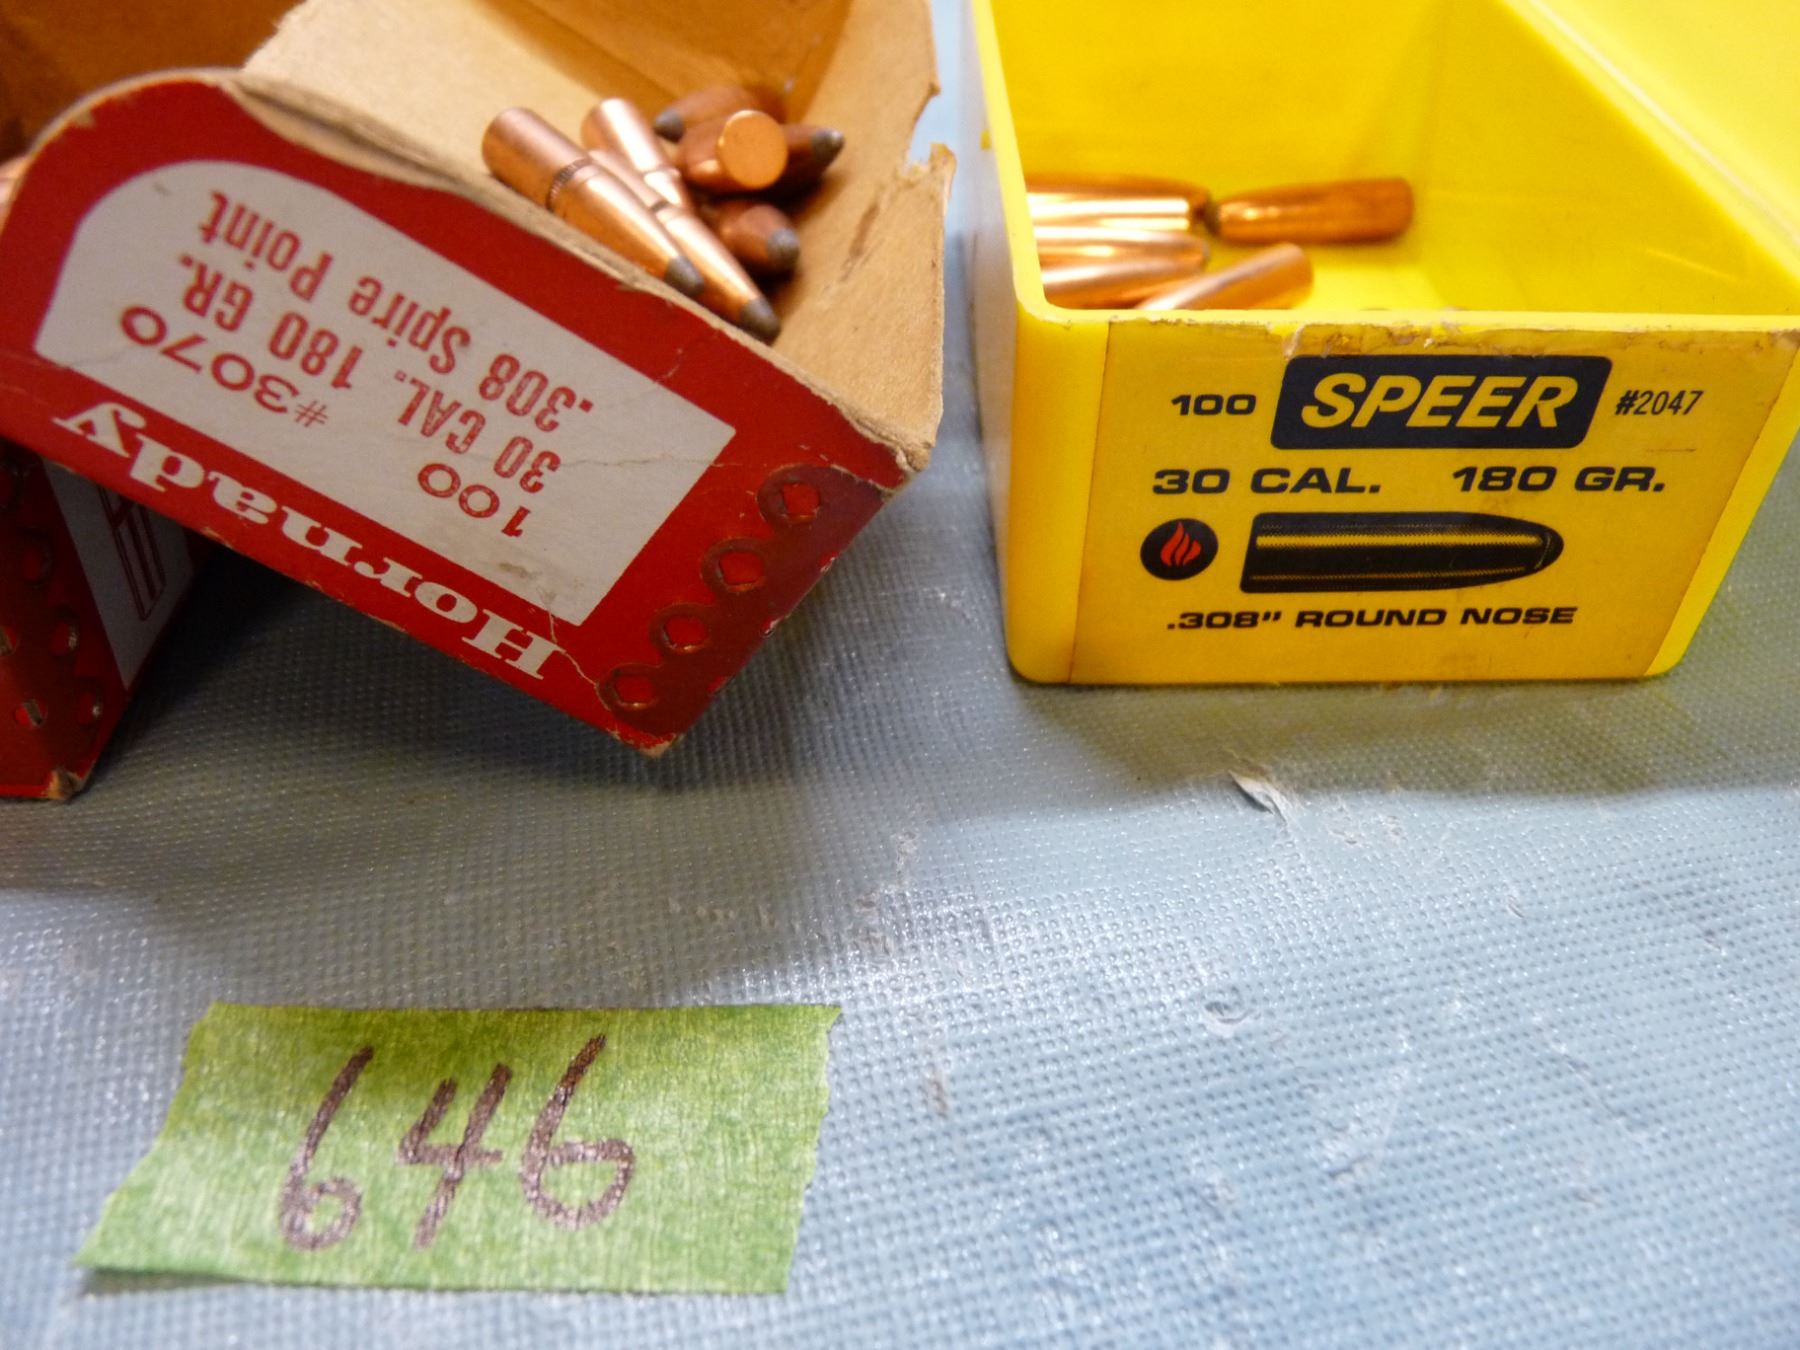 Hornady
100
30 CAL. 180 GR.
.308 Spire Point
#3070
100 SPEER #2047
30 CAL. 180 GR.
.308" ROUND NOSE
646